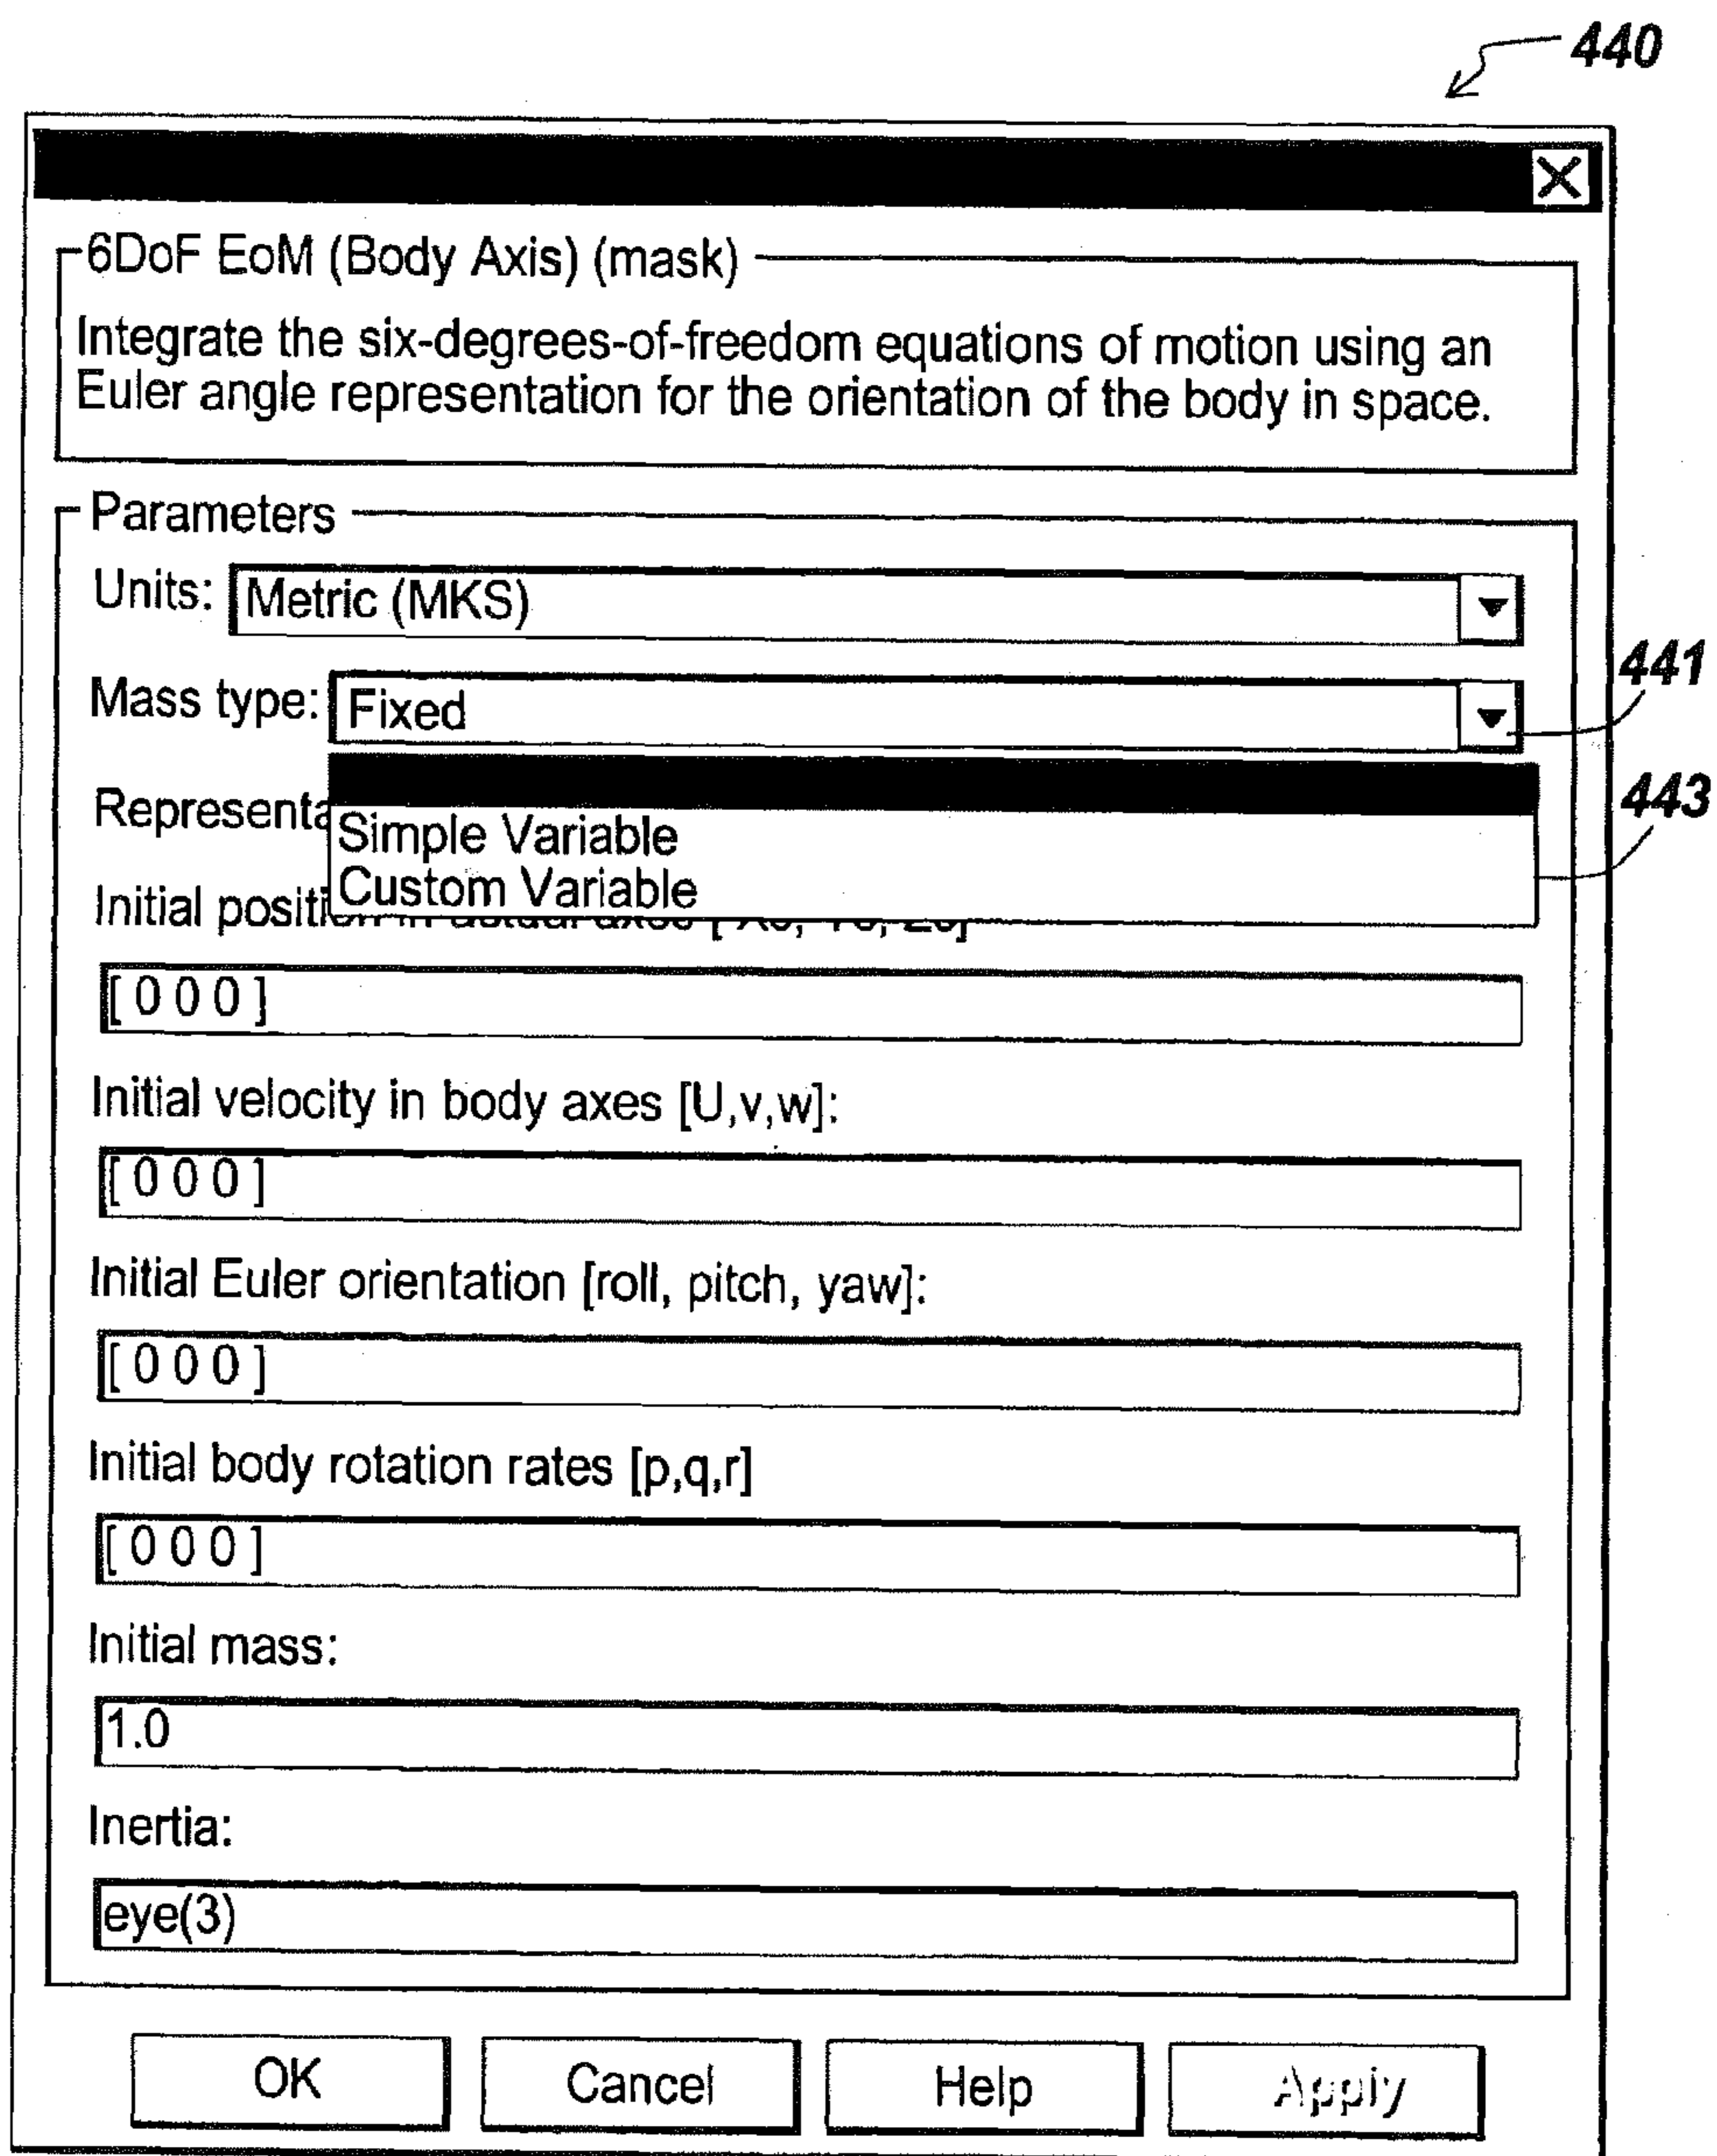 440
6DoF EoM (Body Axis) (mask)
Integrate the six-degrees-of-freedom equations of motion using an
Euler angle representation for the orientation of the body in space.
Parameters
Units: Metric (MKS)
441
Mass type: Fixed
443
Representa
Simple Variable
Custom Variable
Initial positi
[ 0 0 0 ]
Initial velocity in body axes [U,v,w]:
[ 0 0 0 ]
Initial Euler orientation [roll, pitch, yaw]:
[ 0 0 0 ]
Initial body rotation rates [p,q,r]
[ 0 0 0 ]
Initial mass:
1.0
Inertia:
eye(3)
OK Cancel Help Apply